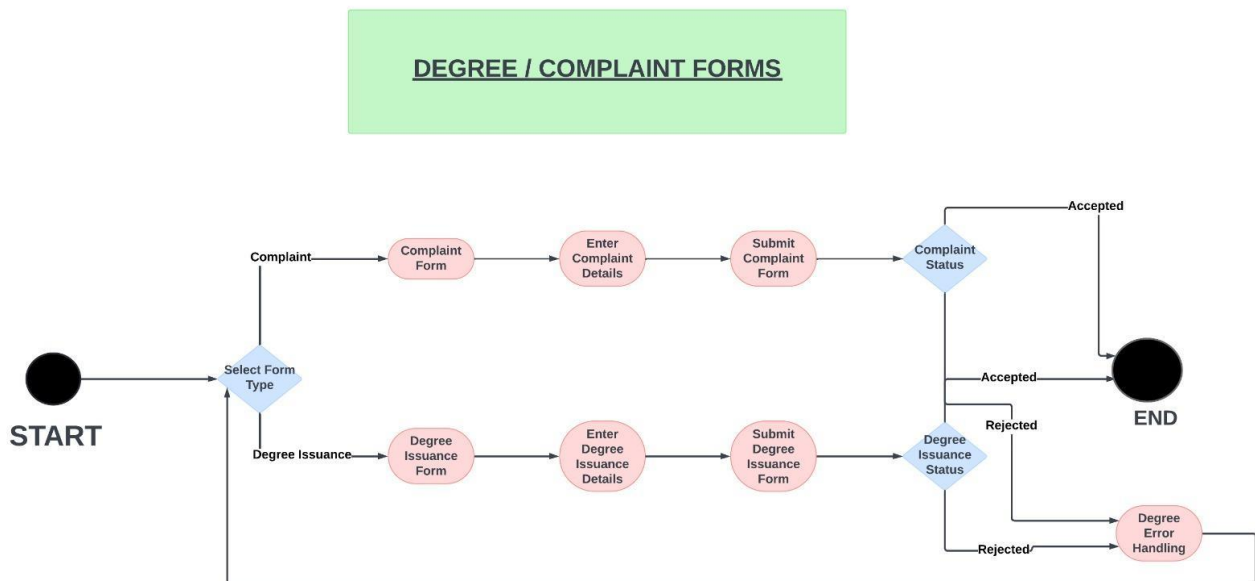 DEGREE / COMPLAINT FORMS
Accepted
Complaint
Complaint
Form
Enter
Complaint
Details
Submit
Complaint
Form
Complaint
Status
Select Form
Type
START
Accepted
END
Rejected
Degree Issuance
Degree
Issuance
Form
Enter
Degree
Issuance
Details
Submit
Degree
Issuance
Form
Degree
Issuance
Status
Degree
Error
Handling
Rejected